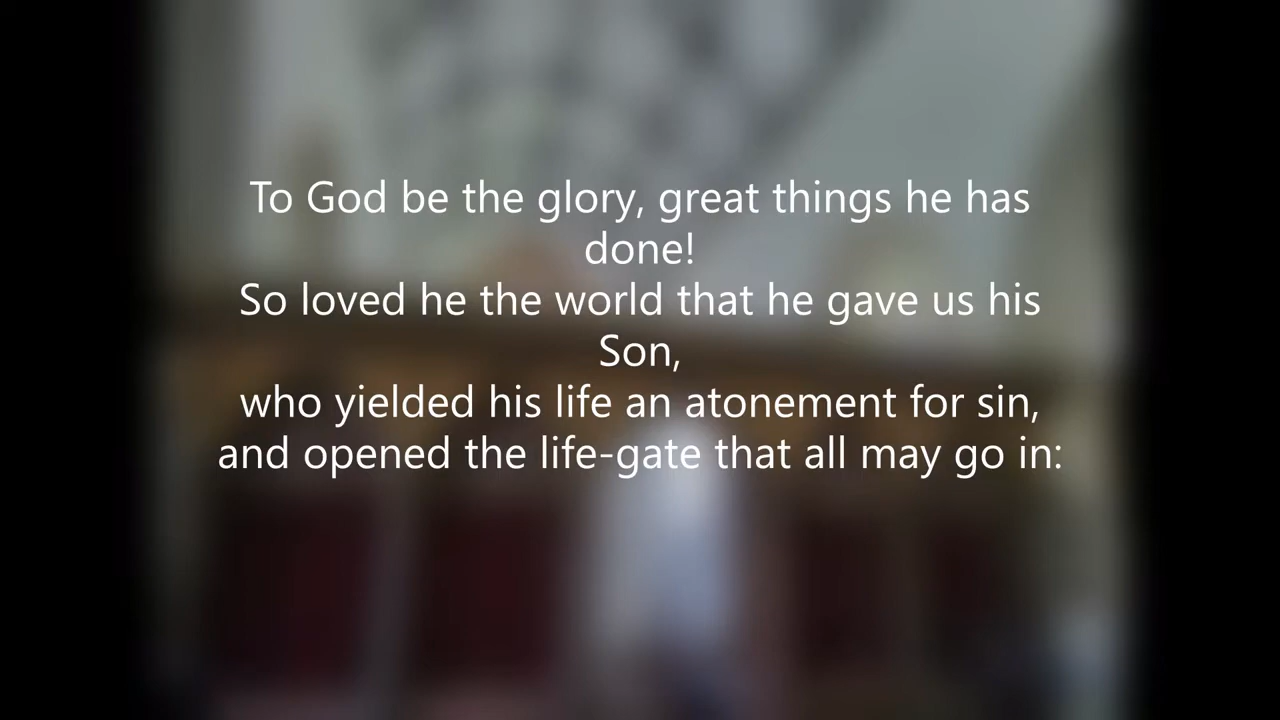 To God be the glory, great things he has
done!
So loved he the world that he gave us his
Son,
who yielded his life an atonement for sin,
and opened the life-gate that all may go in: